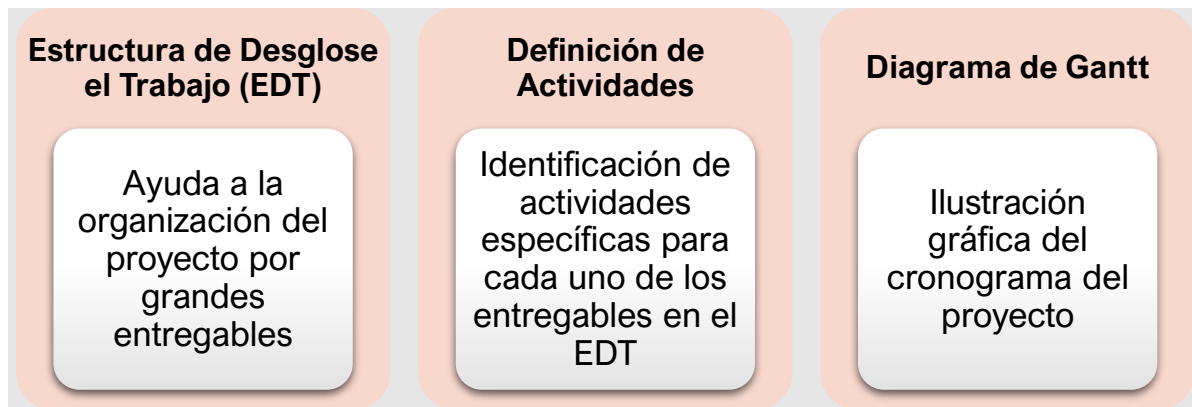 Estructura de Desglose
el Trabajo (EDT)
Ayuda a la
organización del
proyecto por
grandes
entregables
Definición de
Actividades
Identificación de
actividades
específicas para
cada uno de los
entregables en el
EDT
Diagrama de Gantt
Ilustración
gráfica del
cronograma del
proyecto